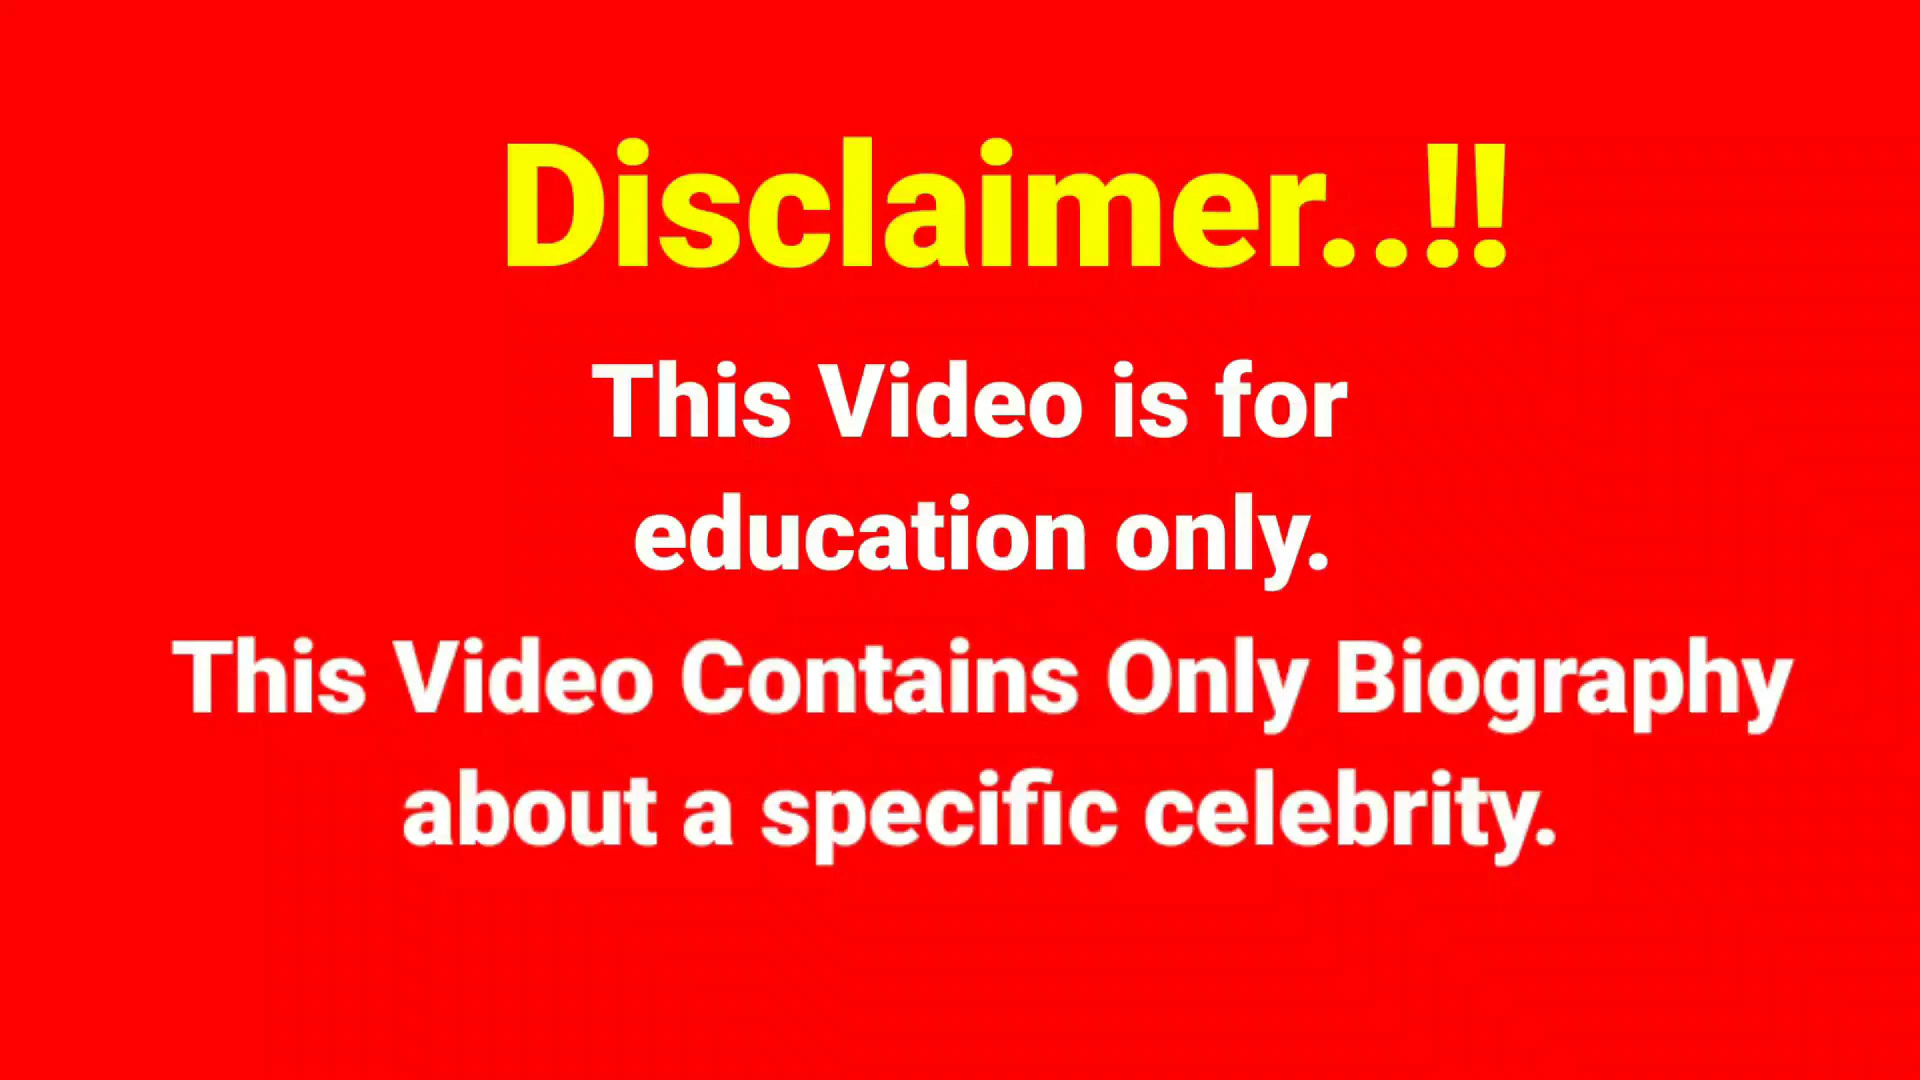 Disclaimer..!!
This Video is for
education only.
This Video Contains Only Biography
about a specific celebrity.